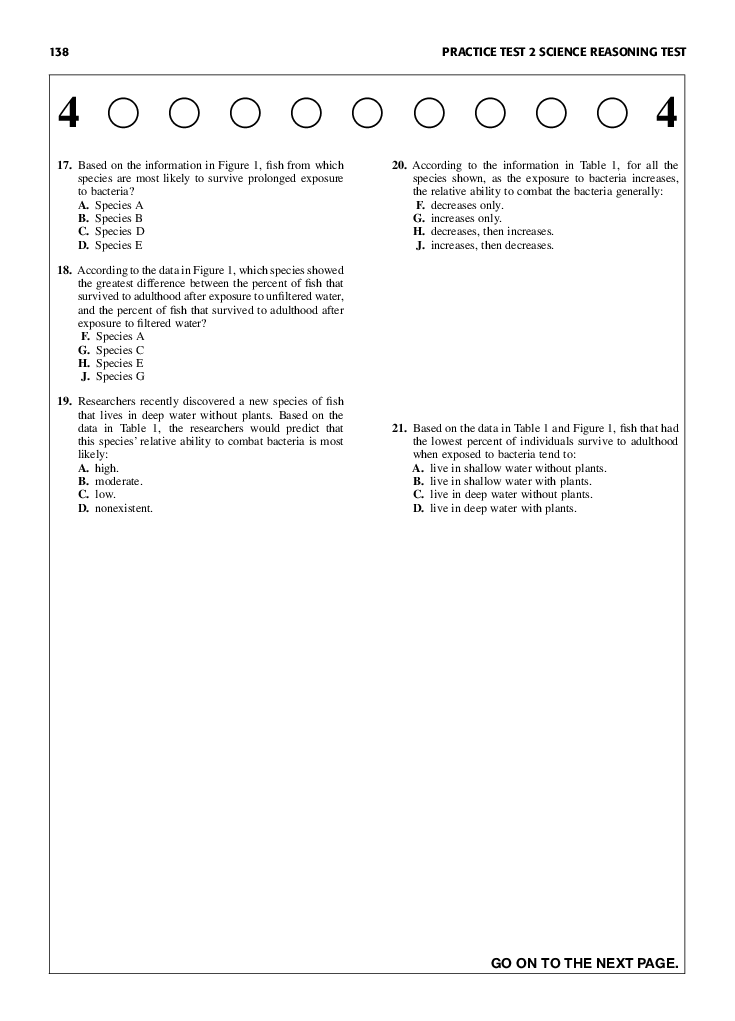 138
PRACTICE TEST 2 SCIENCE REASONING TEST
4 4
17. Based on the information in Figure 1, fish from which
species are most likely to survive prolonged exposure
to bacteria?
A. Species A
B. Species B
C. Species D
D. Species E
18. According to the data in Figure 1, which species showed
the greatest difference between the percent of fish that
survived to adulthood after exposure to unfiltered water,
and the percent of fish that survived to adulthood after
exposure to filtered water?
F. Species A
G. Species C
H. Species E
J. Species G
19. Researchers recently discovered a new species of fish
that lives in deep water without plants. Based on the
data in Table 1, the researchers would predict that
this species' relative ability to combat bacteria is most
likely:
A. high.
B. moderate.
C. low.
D. nonexistent.
20. According to the information in Table 1, for all the
species shown, as the exposure to bacteria increases,
the relative ability to combat the bacteria generally:
F. decreases only.
G. increases only.
H. decreases, then increases.
J. increases, then decreases.
21. Based on the data in Table 1 and Figure 1, fish that had
the lowest percent of individuals survive to adulthood
when exposed to bacteria tend to:
A. live in shallow water without plants.
B. live in shallow water with plants.
C. live in deep water without plants.
D. live in deep water with plants.
GO ON TO THE NEXT PAGE.